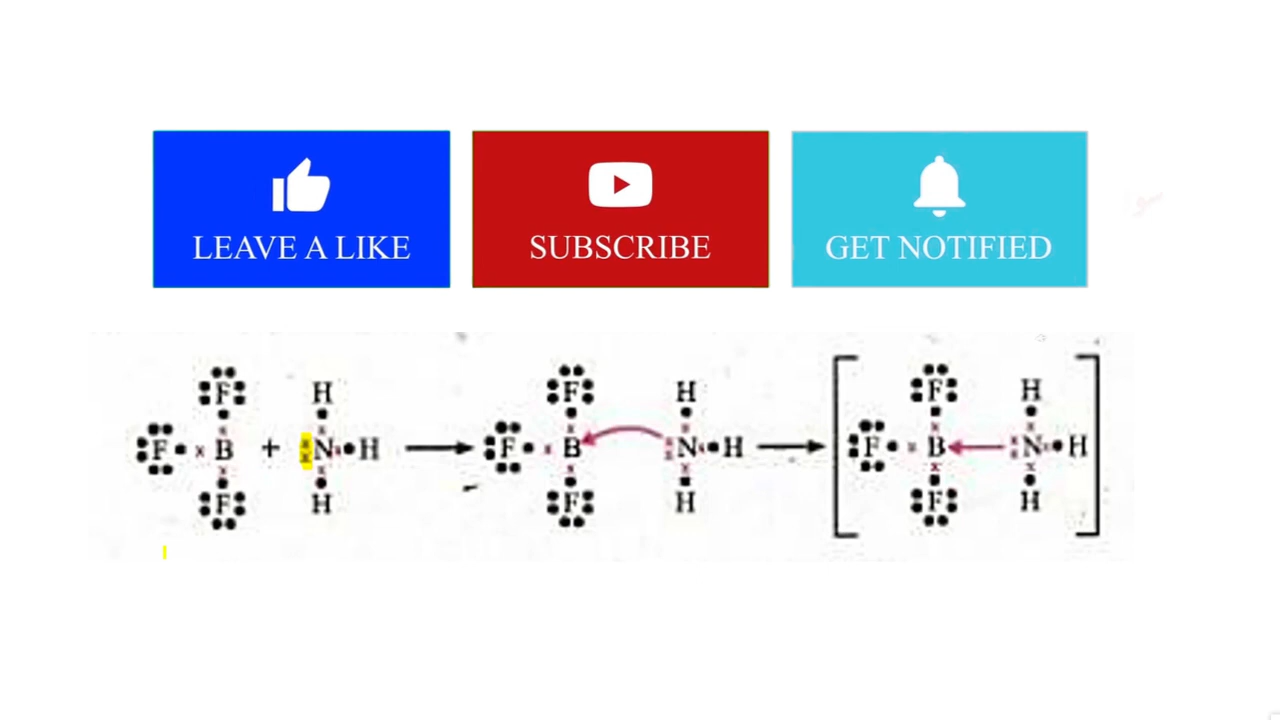 LEAVE A LIKE
SUBSCRIBE
GET NOTIFIED
F H F H F H
F B + N H → F B N H → [ F B ← N H ]
F H F H F H